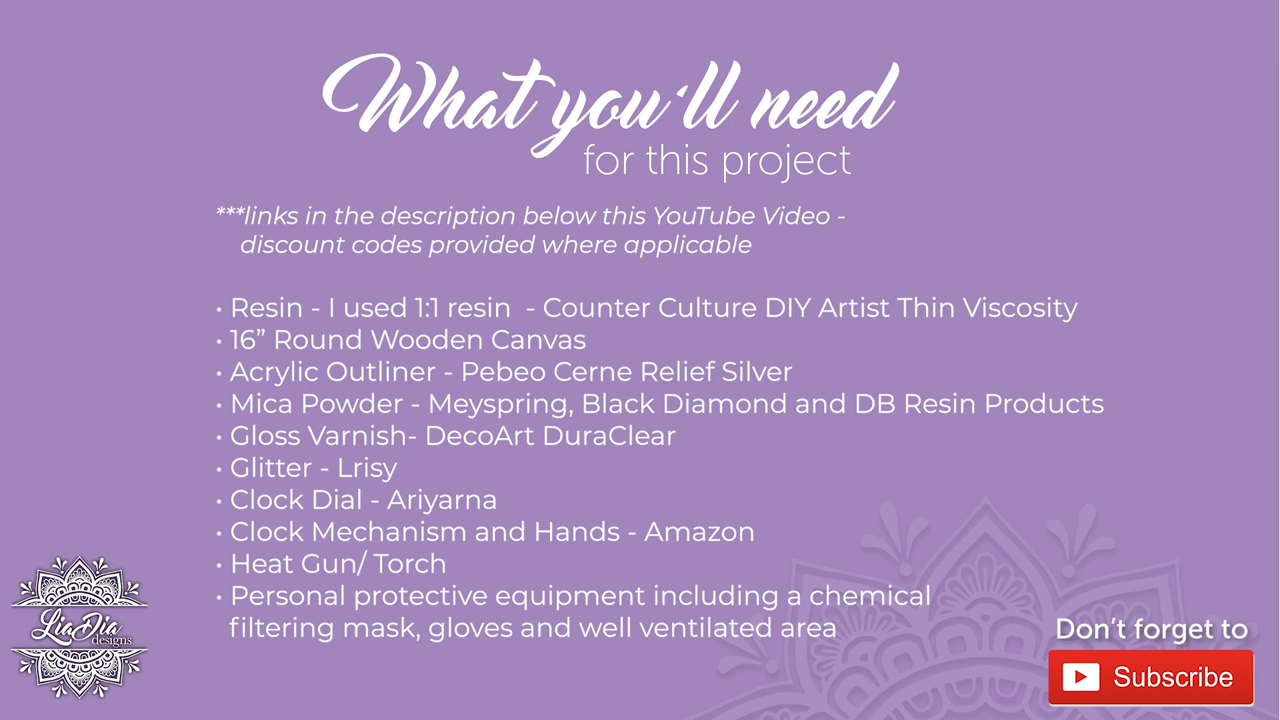 What you'll need
for this project
***links in the description below this YouTube Video -
discount codes provided where applicable
• Resin - I used 1:1 resin - Counter Culture DIY Artist Thin Viscosity
• 16” Round Wooden Canvas
• Acrylic Outliner - Pebeo Cerne Relief Silver
• Mica Powder - Meyspring, Black Diamond and DB Resin Products
• Gloss Varnish- DecoArt DuraClear
• Glitter - Lrisy
• Clock Dial - Ariyarna
• Clock Mechanism and Hands - Amazon
• Heat Gun/ Torch
• Personal protective equipment including a chemical
filtering mask, gloves and well ventilated area
LiaDia
designs
Don’t forget to
Subscribe